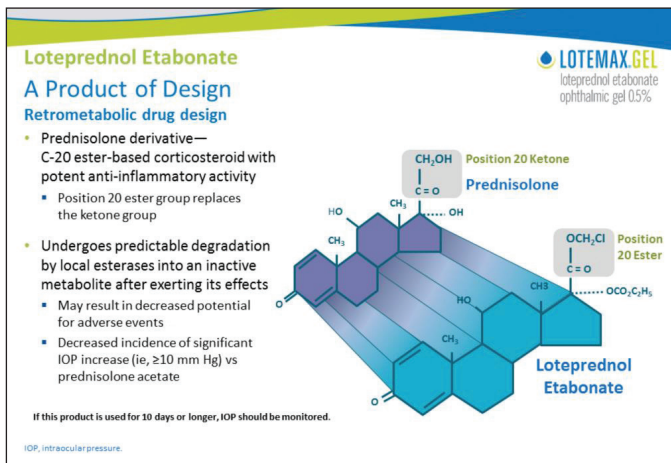 Loteprednol Etabonate
A Product of Design
Retrometabolic drug design
LOTEMAX.GEL
loteprednol etabonate
ophthalmic gel 0.5%
• Prednisolone derivative—
C-20 ester-based corticosteroid with
potent anti-inflammatory activity
▪ Position 20 ester group replaces
the ketone group
• Undergoes predictable degradation
by local esterases into an inactive
metabolite after exerting its effects
▪ May result in decreased potential
for adverse events
▪ Decreased incidence of significant
IOP increase (ie, ≥10 mm Hg) vs
prednisolone acetate
CH₂OH
C=O
Position 20 Ketone
Prednisolone
CH₃
HO
OH
CH₃
O
OCH₂Cl
C=O
Position
20 Ester
CH3
OCO₂C₂H₅
HO
CH₃
O
Loteprednol
Etabonate
If this product is used for 10 days or longer, IOP should be monitored.
IOP, intraocular pressure.